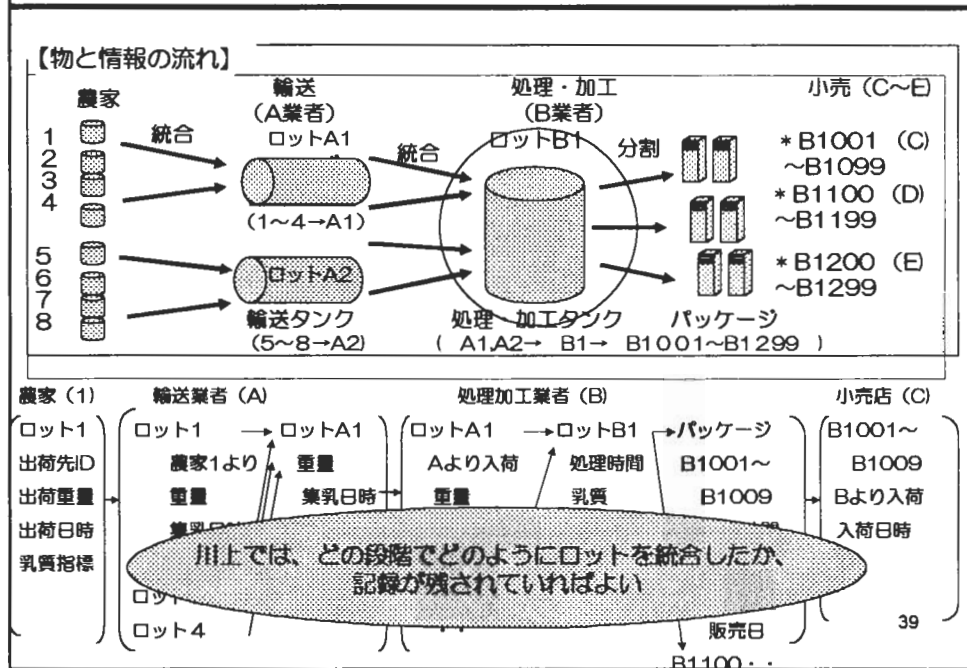 【物と情報の流れ】
農家
輸送
(A業者)
処理・加工
(B業者)
小売（C～E）
1
2
3
4
5
6
7
8
統合
ロットA1
(1～4→A1)
ロットA2
輸送タンク
(5～8→A2)
統合
ロットB1
処理・加工タンク
( A1,A2→ B1→ B1001～B1299 )
分割
パッケージ
＊B1001 (C)
～B1099
＊B1100 (D)
～B1199
＊B1200 (E)
～B1299
農家 (1)
ロット1
出荷先ID
出荷重量
出荷日時
乳質指標
輸送業者 (A)
ロット1
農家1より
重量
ロット
ロット4
ロットA1
重量
集乳日時
処理加工業者 (B)
ロットA1
Aより入荷
重量
ロットB1
処理時間
乳質
パッケージ
B1001～
B1009
販売日
B1100・・
小売店 (C)
B1001～
B1009
Bより入荷
入荷日時
川上では、どの段階でどのようにロットを統合したか、
記録が残されていればよい
39